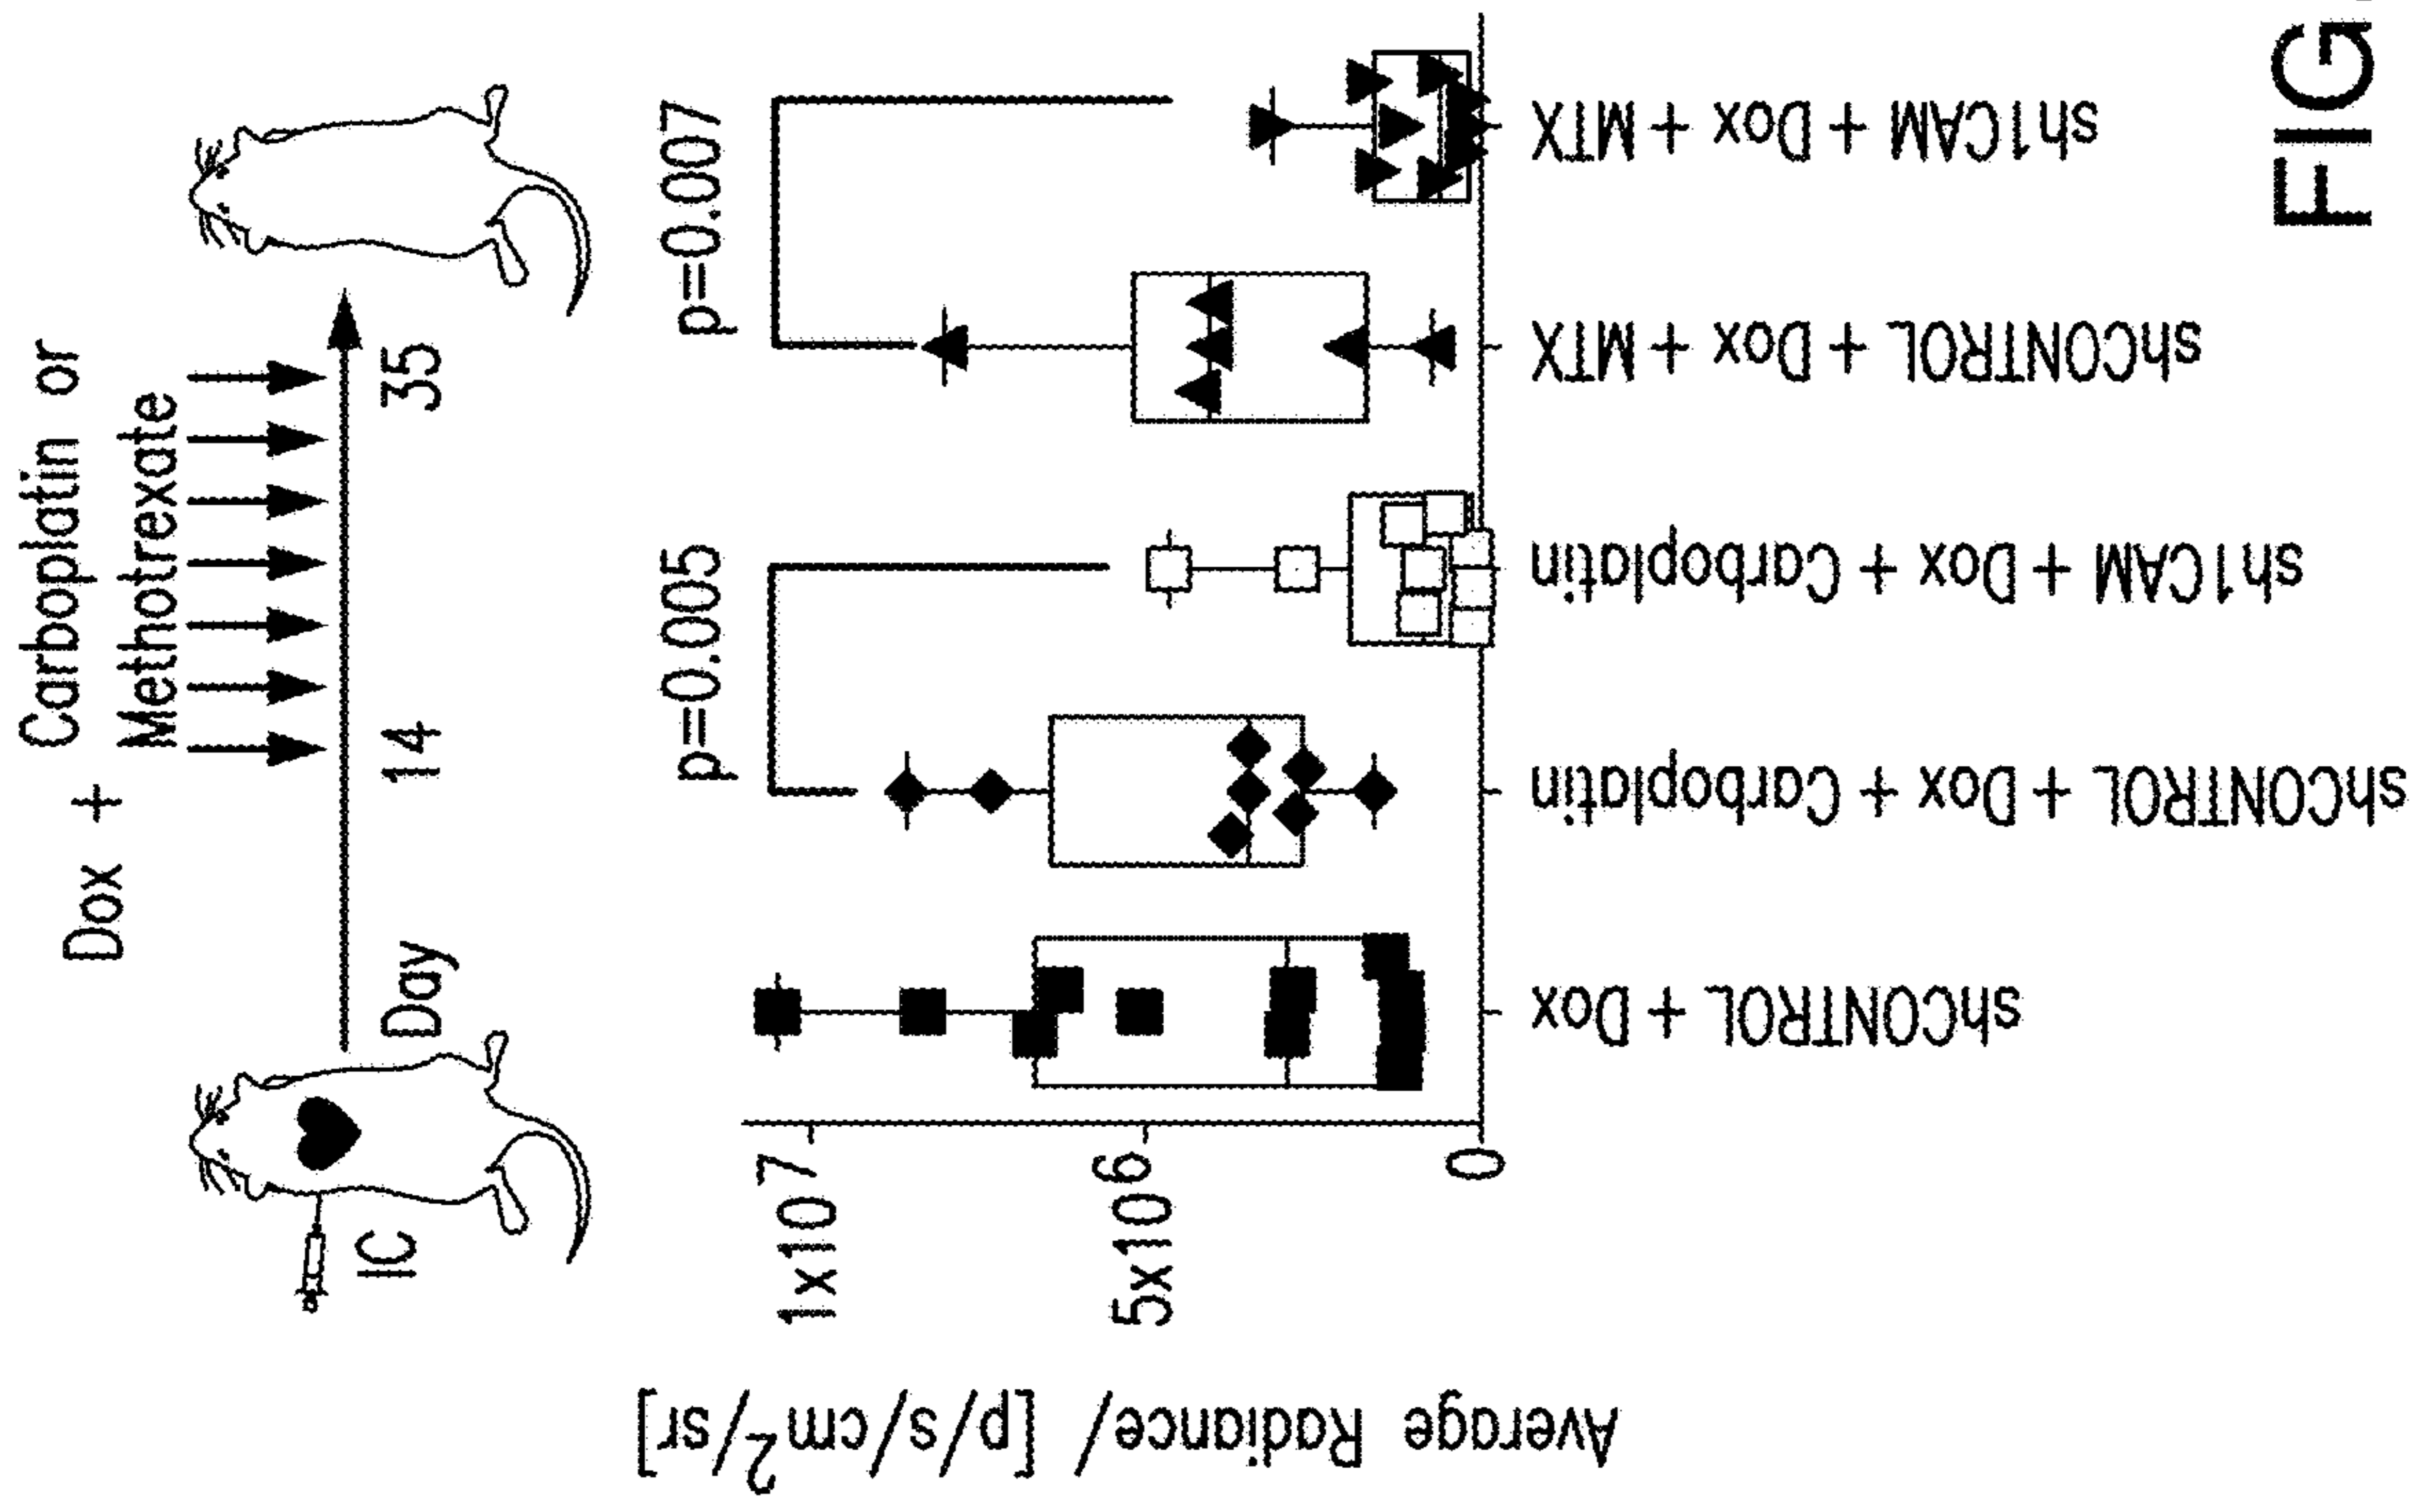 Dox +
Carboplatin or
Methotrexate
IC
Day
14
35
p=0.005
p=0.007
Average Radiance/ [p/s/cm²/sr]
1x10⁷
5x10⁶
0
shCONTROL + Dox
shCONTROL + Dox + Carboplatin
sh1CAM + Dox + Carboplatin
shCONTROL + Dox + MTX
sh1CAM + Dox + MTX
FIG.